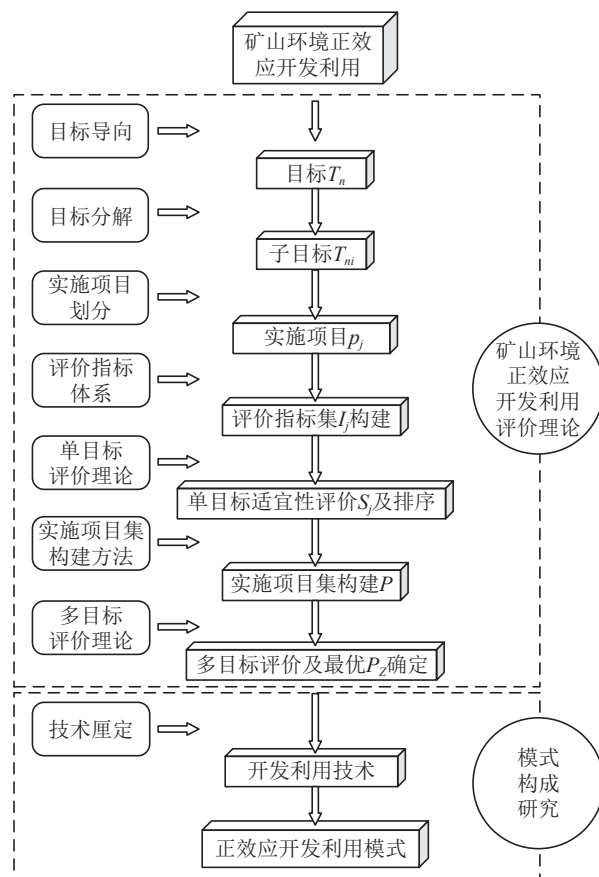 矿山环境正效
应开发利用
目标导向
目标Tn
目标分解
子目标Tni
实施项目
划分
实施项目pj
评价指标
体系
评价指标集Ij构建
单目标
评价理论
单目标适宜性评价Sj及排序
实施项目集
构建方法
实施项目集构建P
多目标
评价理论
多目标评价及最优PZ确定
矿山环境
正效应
开发利用
评价理论
技术厘定
开发利用技术
正效应开发利用模式
模式
构成
研究